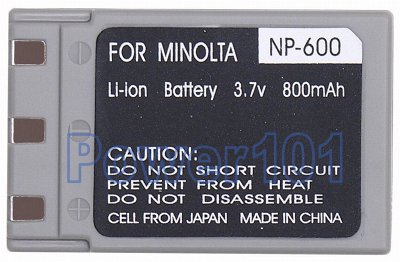 FOR MINOLTA NP-600
Li-ion Battery 3.7v 800mAh
Power101
CAUTION:
DO NOT SHORT CIRCUIT
PREVENT FROM HEAT
DO NOT DISASSEMBLE
CELL FROM JAPAN MADE IN CHINA